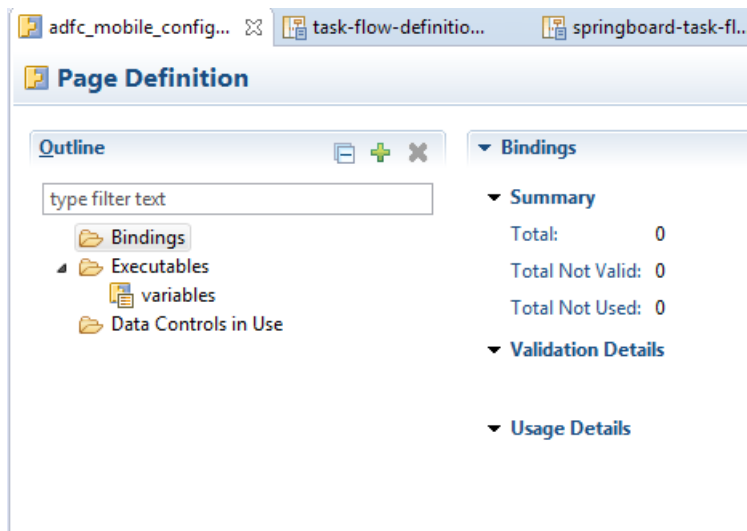 adfc_mobile_config... task-flow-definitio... springboard-task-fl...
Page Definition
Outline
type filter text
Bindings
Executables
variables
Data Controls in Use
Bindings
Summary
Total: 0
Total Not Valid: 0
Total Not Used: 0
Validation Details
Usage Details